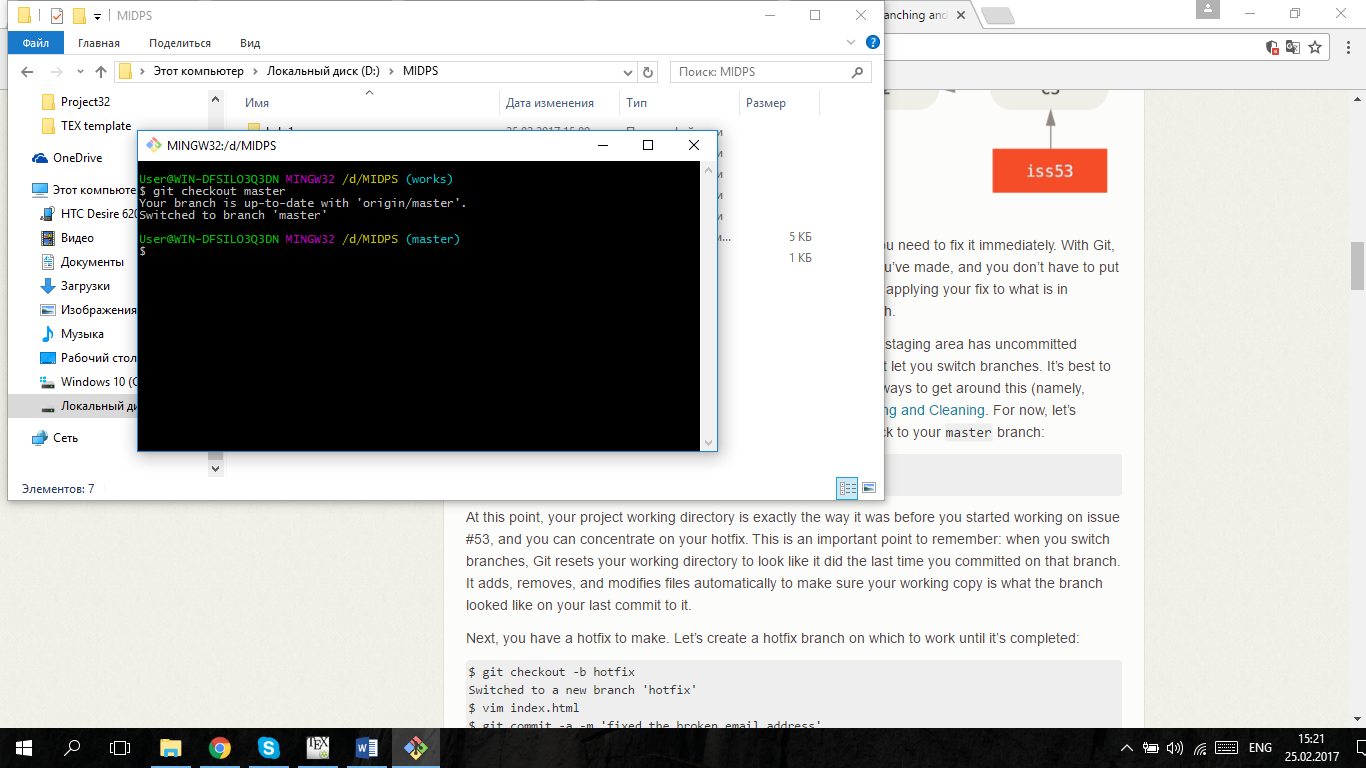 MIDPS
Файл
Главная
Поделиться
Вид
Этот компьютер
Локальный диск (D:)
MIDPS
Поиск: MIDPS
Project32
TEX template
OneDrive
Этот компьюте
HTC Desire 620
Видео
Документы
Загрузки
Изображения
Музыка
Рабочий стол
Windows 10 (C
Локальный ди
Сеть
Имя
Дата изменения
Тип
Размер
5 КБ
1 КБ
Элементов: 7
MINGW32:/d/MIDPS
User@WIN-DFSILO3Q3DN MINGW32 /d/MIDPS (works)
$ git checkout master
Your branch is up-to-date with 'origin/master'.
Switched to branch 'master'
User@WIN-DFSILO3Q3DN MINGW32 /d/MIDPS (master)
$
anching and
iss53
u need to fix it immediately. With Git,
u've made, and you don't have to put
applying your fix to what is in
h.
staging area has uncommitted
t let you switch branches. It's best to
ways to get around this (namely,
ng and Cleaning. For now, let's
ck to your master branch:
At this point, your project working directory is exactly the way it was before you started working on issue
#53, and you can concentrate on your hotfix. This is an important point to remember: when you switch
branches, Git resets your working directory to look like it did the last time you committed on that branch.
It adds, removes, and modifies files automatically to make sure your working copy is what the branch
looked like on your last commit to it.
Next, you have a hotfix to make. Let's create a hotfix branch on which to work until it's completed:
$ git checkout -b hotfix
Switched to a new branch 'hotfix'
$ vim index.html
$ git commit -a -m 'fixed the broken email address'
ENG
15:21
25.02.2017